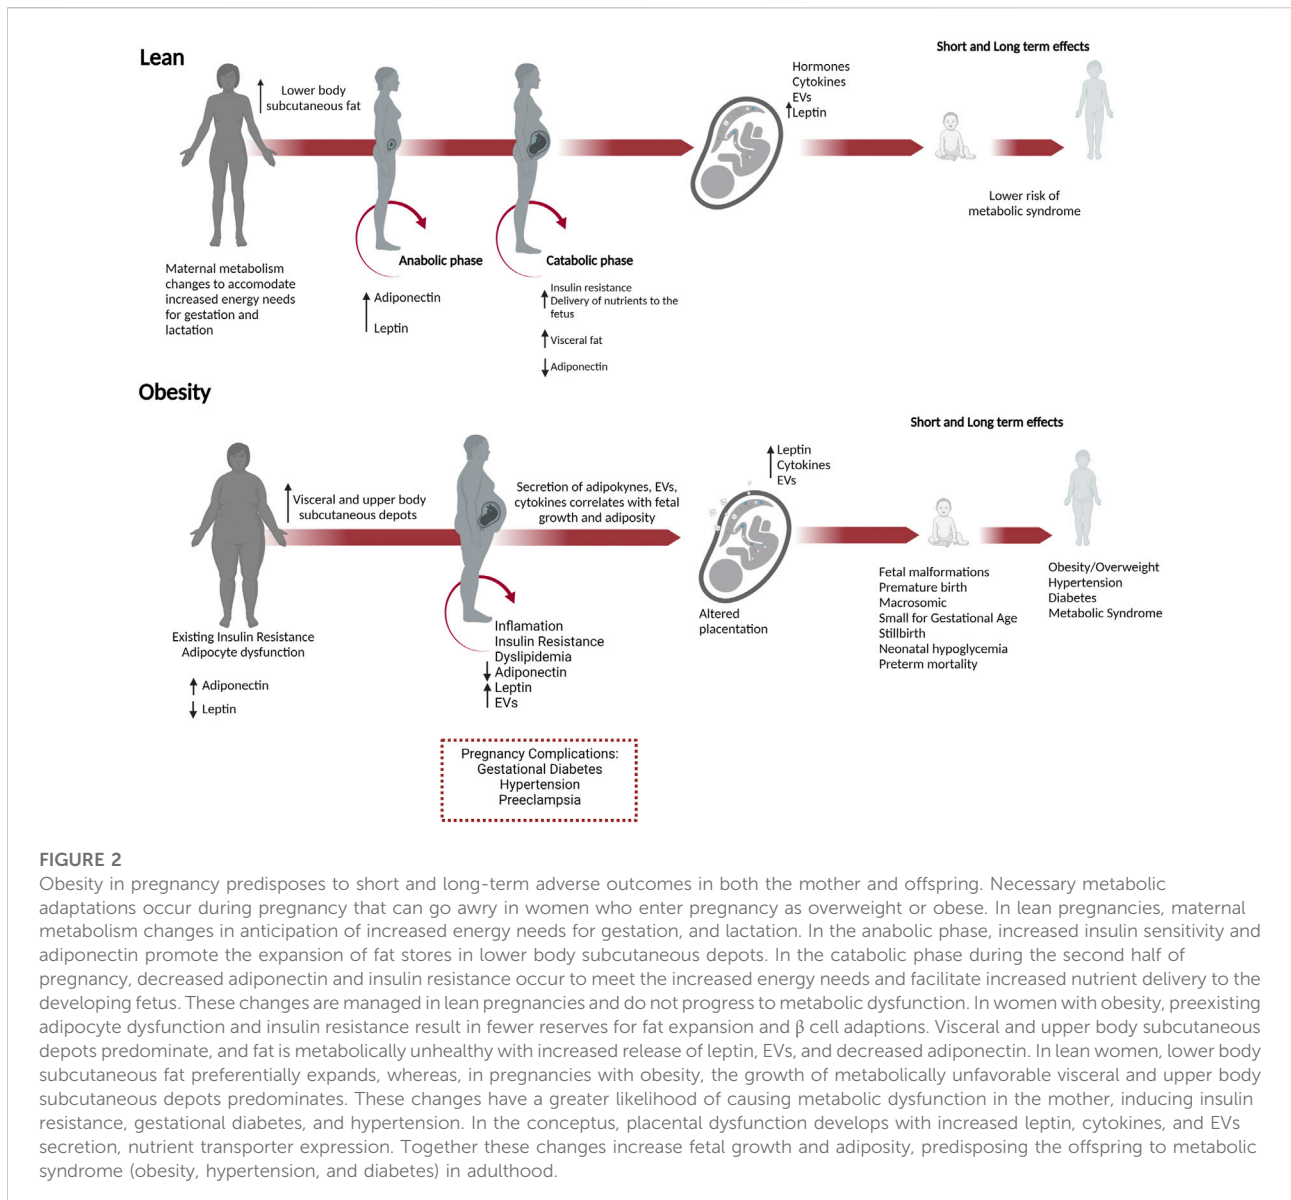 Lean
Lower body
subcutaneous fat
Maternal metabolism
changes to accomodate
increased energy needs
for gestation and
lactation
Anabolic phase
Adiponectin
Leptin
Catabolic phase
Insulin resistance
Delivery of nutrients to the
fetus
Visceral fat
Adiponectin
Hormones
Cytokines
EVs
Leptin
Short and Long term effects
Lower risk of
metabolic syndrome
Obesity
Visceral and upper body
subcutaneous depots
Existing Insulin Resistance
Adipocyte dysfunction
Adiponectin
Leptin
Secretion of adipokynes, EVs,
cytokines correlates with fetal
growth and adiposity
Inflamation
Insulin Resistance
Dyslipidemia
Adiponectin
Leptin
EVs
Pregnancy Complications:
Gestational Diabetes
Hypertension
Preeclampsia
Leptin
Cytokines
EVs
Altered
placentation
Short and Long term effects
Fetal malformations
Premature birth
Macrosomic
Small for Gestational Age
Stillbirth
Neonatal hypoglycemia
Preterm mortality
Obesity/Overweight
Hypertension
Diabetes
Metabolic Syndrome
FIGURE 2
Obesity in pregnancy predisposes to short and long-term adverse outcomes in both the mother and offspring. Necessary metabolic
adaptations occur during pregnancy that can go awry in women who enter pregnancy as overweight or obese. In lean pregnancies, maternal
metabolism changes in anticipation of increased energy needs for gestation, and lactation. In the anabolic phase, increased insulin sensitivity and
adiponectin promote the expansion of fat stores in lower body subcutaneous depots. In the catabolic phase during the second half of
pregnancy, decreased adiponectin and insulin resistance occur to meet the increased energy needs and facilitate increased nutrient delivery to the
developing fetus. These changes are managed in lean pregnancies and do not progress to metabolic dysfunction. In women with obesity, preexisting
adipocyte dysfunction and insulin resistance result in fewer reserves for fat expansion and β cell adaptions. Visceral and upper body subcutaneous
depots predominate, and fat is metabolically unhealthy with increased release of leptin, EVs, and decreased adiponectin. In lean women, lower body
subcutaneous fat preferentially expands, whereas, in pregnancies with obesity, the growth of metabolically unfavorable visceral and upper body
subcutaneous depots predominates. These changes have a greater likelihood of causing metabolic dysfunction in the mother, inducing insulin
resistance, gestational diabetes, and hypertension. In the conceptus, placental dysfunction develops with increased leptin, cytokines, and EVs
secretion, nutrient transporter expression. Together these changes increase fetal growth and adiposity, predisposing the offspring to metabolic
syndrome (obesity, hypertension, and diabetes) in adulthood.